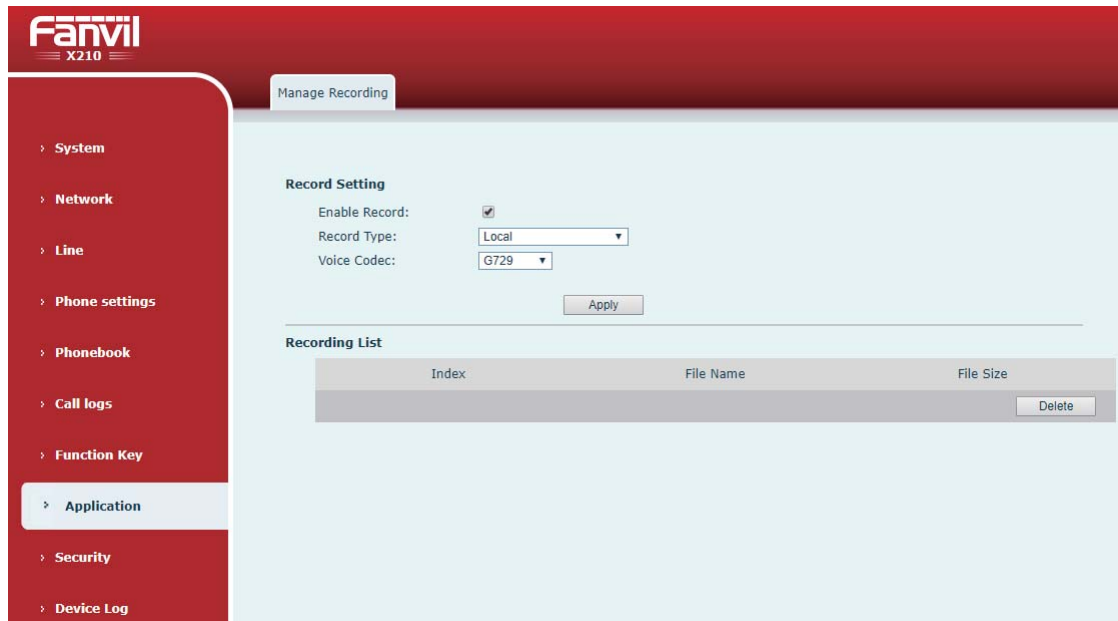 Fanvil
X210
Manage Recording
System
Network
Line
Phone settings
Phonebook
Call logs
Function Key
Application
Security
Device Log
Record Setting
Enable Record:
Record Type: Local
Voice Codec: G729
Apply
Recording List
Index File Name File Size
Delete